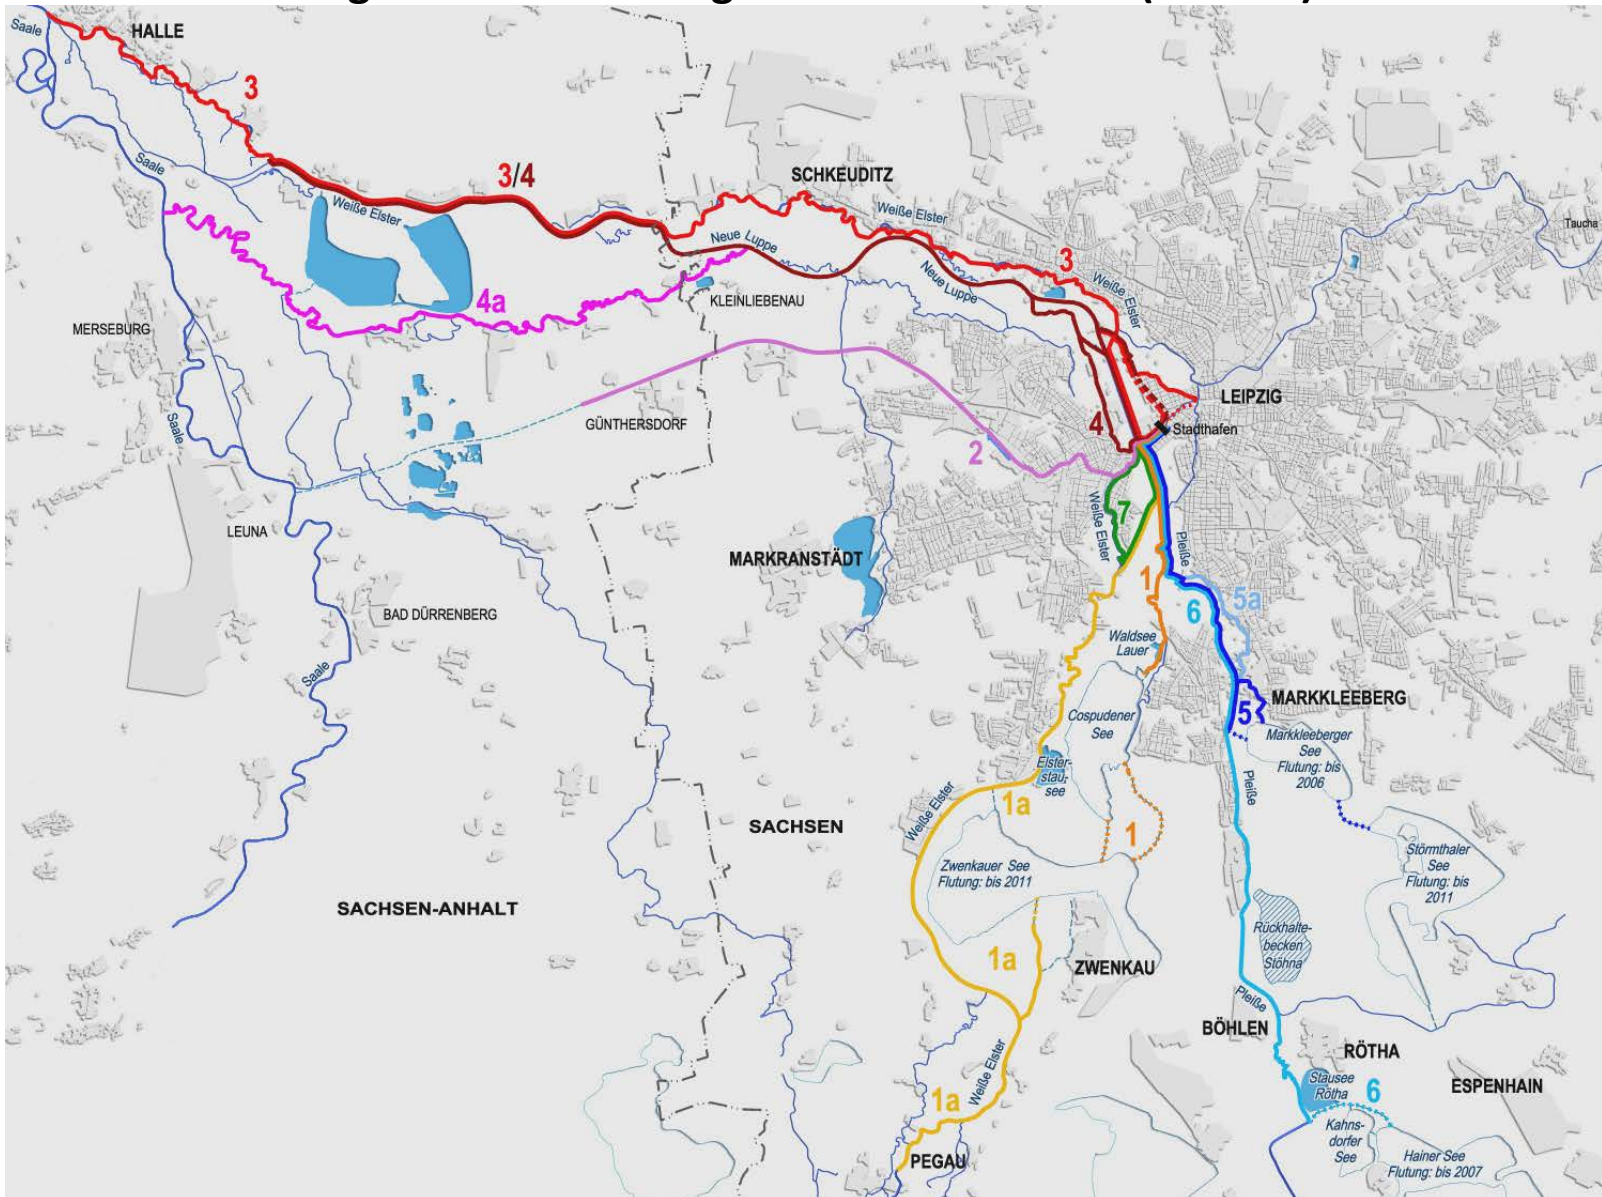 Saale
HALLE
3
Saale
3/4
SCHKEUDITZ
Weiße Elster
Weiße Elster
Taucha
Neue Luppe
3
Neue Luppe
Weiße Elster
4a
KLEINLIEBENAU
MERSEBURG
LEIPZIG
Saale
GÜNTHERSDORF
4
Stadthafen
2
Weiße Elster
7
LEUNA
MARKRANSTÄDT
Pleiße
1
BAD DÜRRENBERG
6
5a
Waldsee
Lauer
Saale
MARKKLEEBERG
5
Cospudener
See
Markkleeberger
See
Flutung: bis
2006
Elster-
stau-
see
Pleiße
1a
Weiße Elster
SACHSEN
1
Störmthaler
See
Flutung: bis
2011
Zwenkauer See
Flutung: bis 2011
SACHSEN-ANHALT
Rückhalte-
becken
Stöhna
1a
ZWENKAU
Pleiße
BÖHLEN
RÖTHA
Weiße Elster
Stausee
Rötha
6
ESPENHAIN
1a
Kahns-
dorfer
See
PEGAU
Hainer See
Flutung: bis 2007